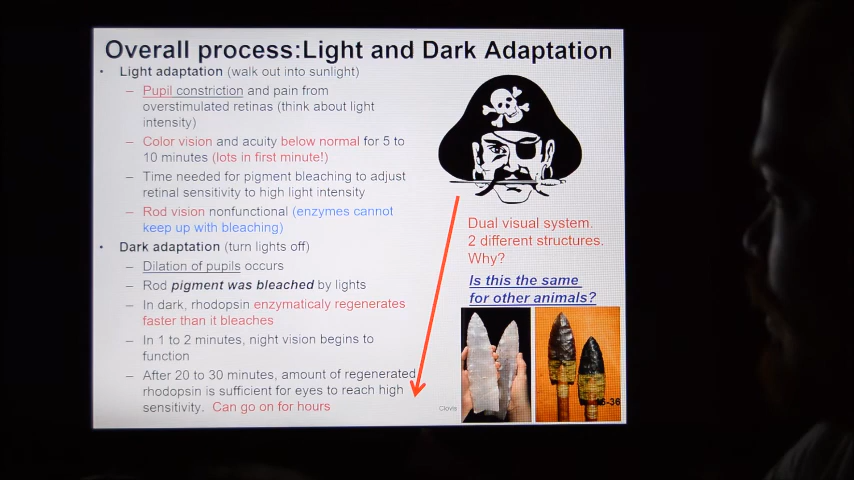 Overall process:Light and Dark Adaptation
• Light adaptation (walk out into sunlight)
– Pupil constriction and pain from
overstimulated retinas (think about light
intensity)
– Color vision and acuity below normal for 5 to
10 minutes (lots in first minute!)
– Time needed for pigment bleaching to adjust
retinal sensitivity to high light intensity
– Rod vision nonfunctional (enzymes cannot
keep up with bleaching)
• Dark adaptation (turn lights off)
– Dilation of pupils occurs
– Rod pigment was bleached by lights
– In dark, rhodopsin enzymaticaly regenerates
faster than it bleaches
– In 1 to 2 minutes, night vision begins to
function
– After 20 to 30 minutes, amount of regenerated
rhodopsin is sufficient for eyes to reach high
sensitivity. Can go on for hours
Dual visual system.
2 different structures.
Why?
Is this the same
for other animals?
Clovis
-36